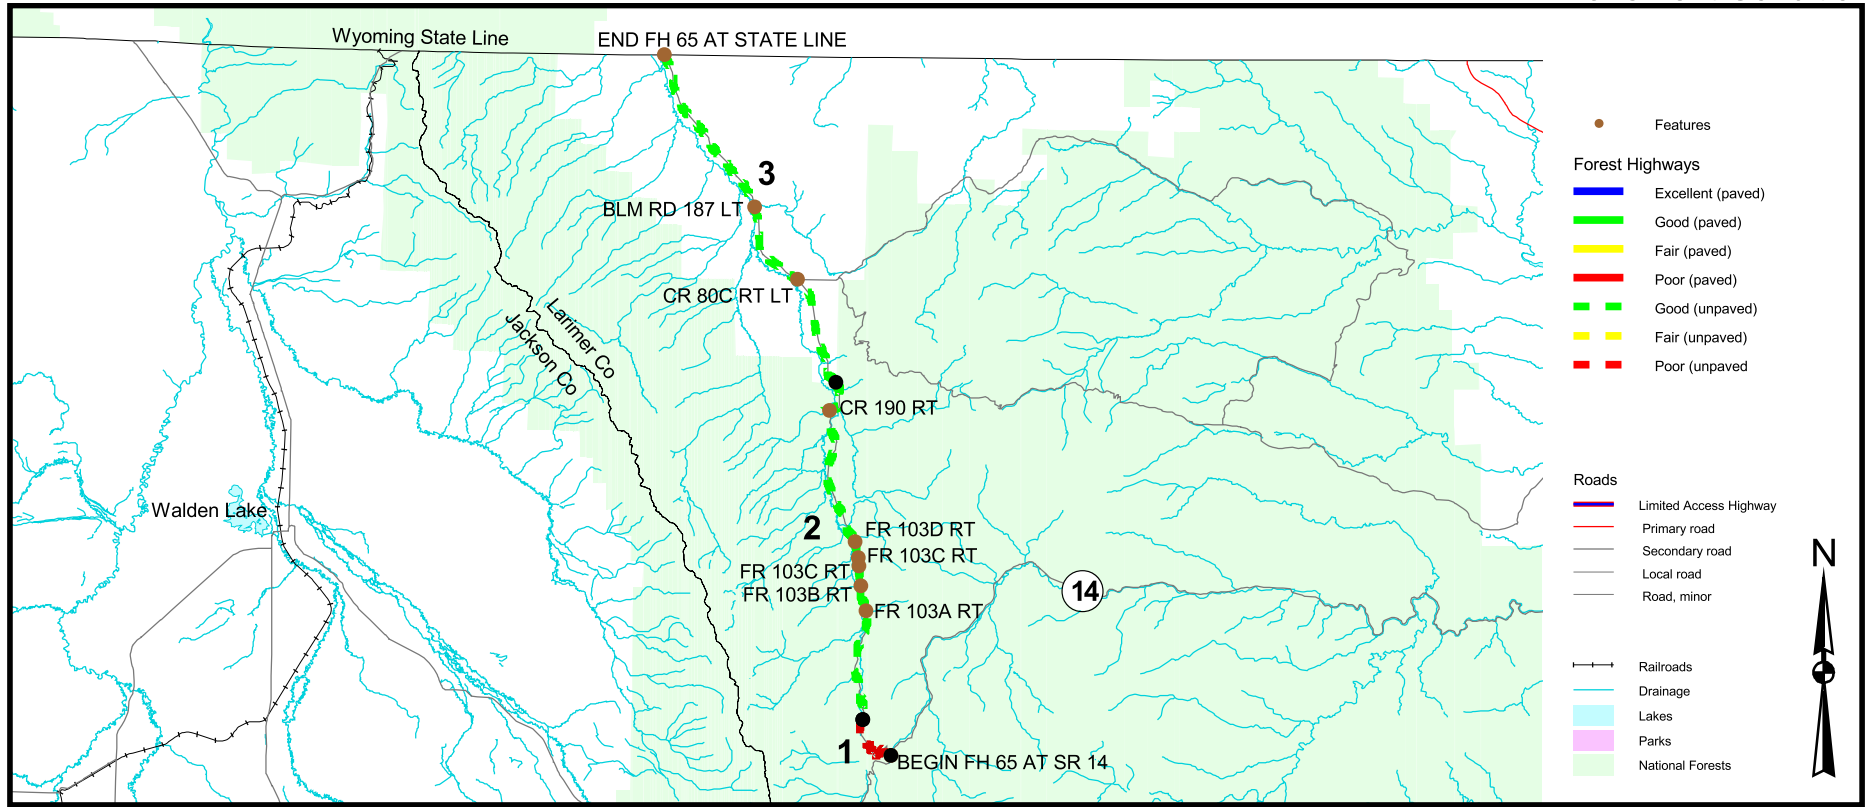 Wyoming State Line
END FH 65 AT STATE LINE
3
BLM RD 187 LT
CR 80C RT LT
Larimer Co
Jackson Co
CR 190 RT
Walden Lake
2
FR 103D RT
FR 103C RT
FR 103C RT
FR 103B RT
FR 103A RT
14
1
BEGIN FH 65 AT SR 14
Features
Forest Highways
Excellent (paved)
Good (paved)
Fair (paved)
Poor (paved)
Good (unpaved)
Fair (unpaved)
Poor (unpaved
Roads
Limited Access Highway
Primary road
Secondary road
Local road
Road, minor
N
Railroads
Drainage
Lakes
Parks
National Forests